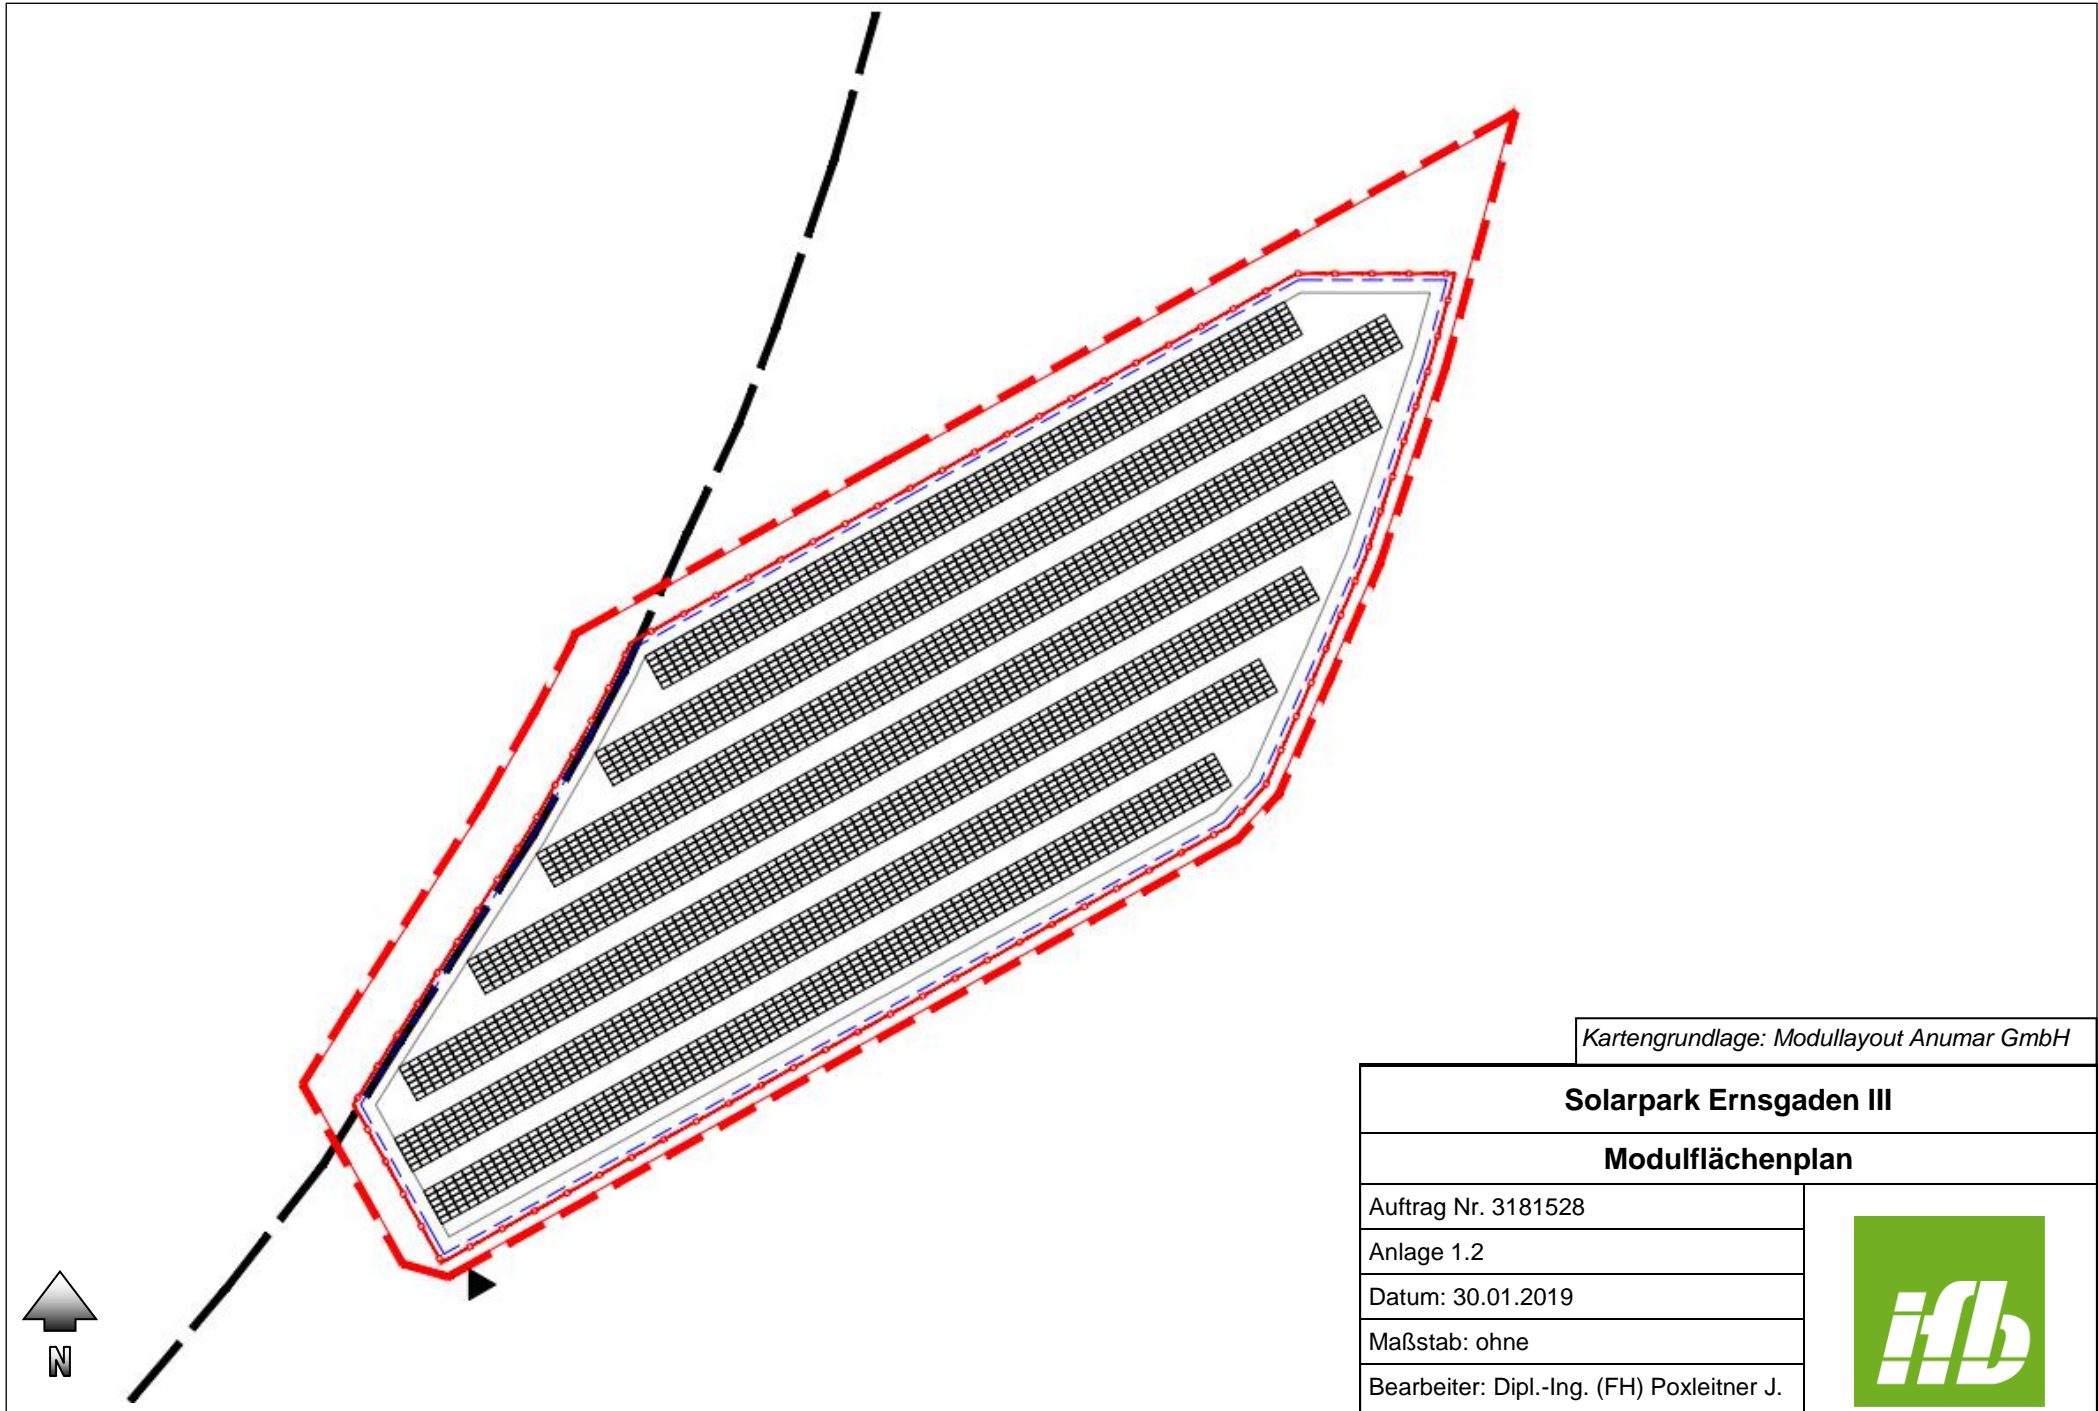 Kartengrundlage: Modullayout Anumar GmbH
Solarpark Ernsgaden III
Modulflächenplan
Auftrag Nr. 3181528
Anlage 1.2
Datum: 30.01.2019
Maßstab: ohne
Bearbeiter: Dipl.-Ing. (FH) Poxleitner J.
ifb
N